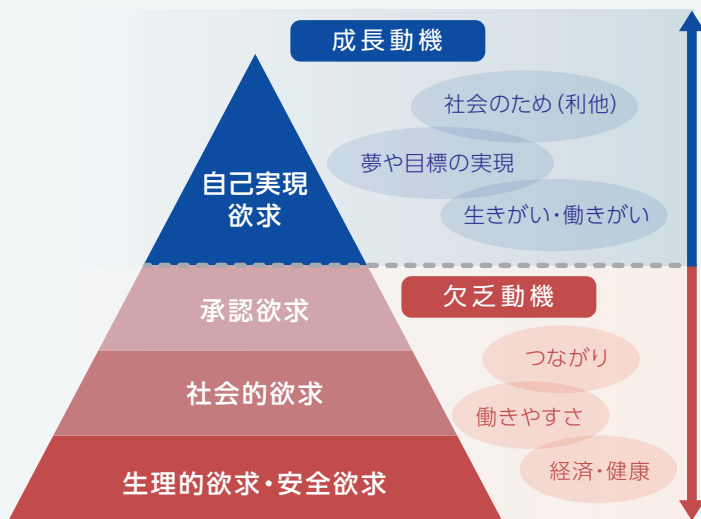 成長動機
社会のため(利他)
夢や目標の実現
生きがい・働きがい
自己実現
欲求
欠乏動機
承認欲求
つながり
社会的欲求
働きやすさ
経済・健康
生理的欲求・安全欲求